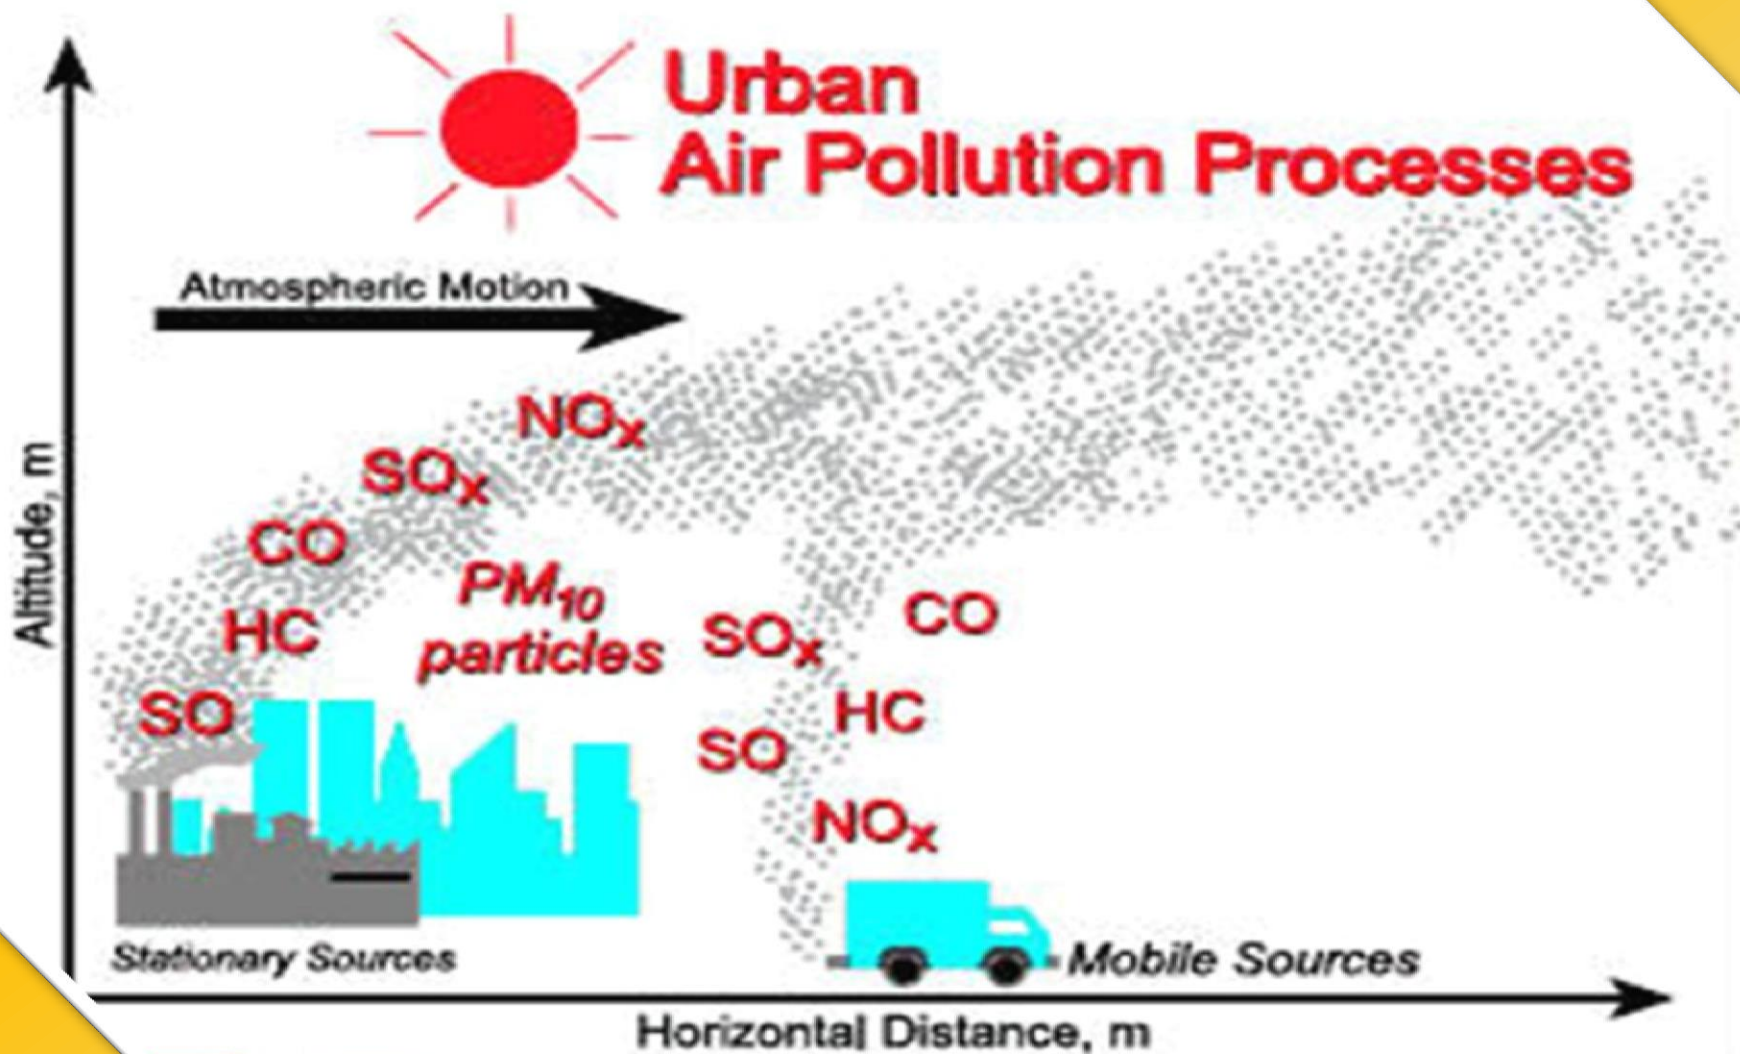 Urban
Air Pollution Processes
Atmospheric Motion
Altitude, m
NOx
SOx
CO
HC
SO
PM10
particles
SOx
CO
HC
SO
NOx
Stationary Sources
Mobile Sources
Horizontal Distance, m